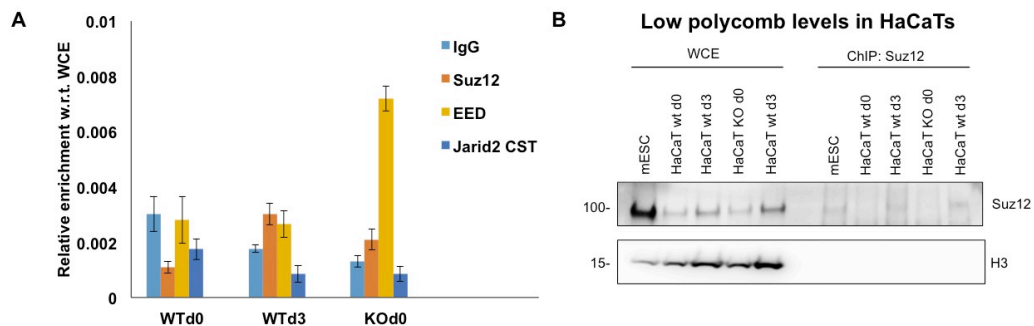 A
Relative enrichment w.r.t. WCE
0.01
0.008
0.006
0.004
0.002
0
WTd0
WTd3
KOd0
IgG
Suz12
EED
Jarid2 CST
B
Low polycomb levels in HaCaTs
WCE
ChIP: Suz12
mESC
HaCaT wt d0
HaCaT wt d3
HaCaT KO d0
HaCaT wt d3
mESC
HaCaT wt d0
HaCaT wt d3
HaCaT KO d0
HaCaT wt d3
100-
Suz12
15-
H3